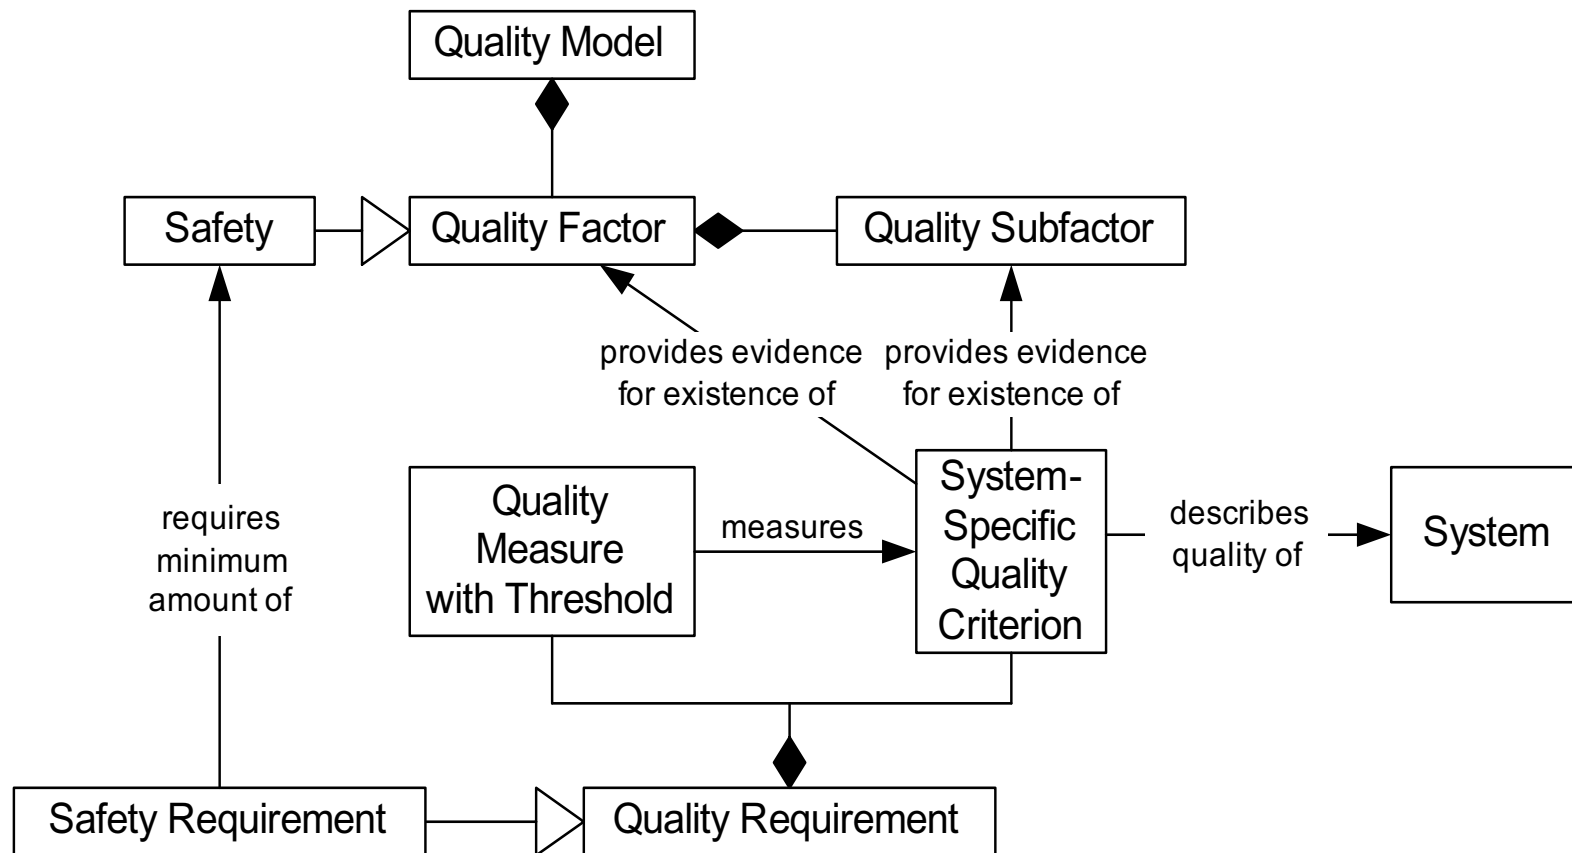 Quality Model
Safety
Quality Factor
Quality Subfactor
provides evidence
for existence of
provides evidence
for existence of
requires
minimum
amount of
Quality
Measure
with Threshold
measures
System-
Specific
Quality
Criterion
describes
quality of
System
Safety Requirement
Quality Requirement